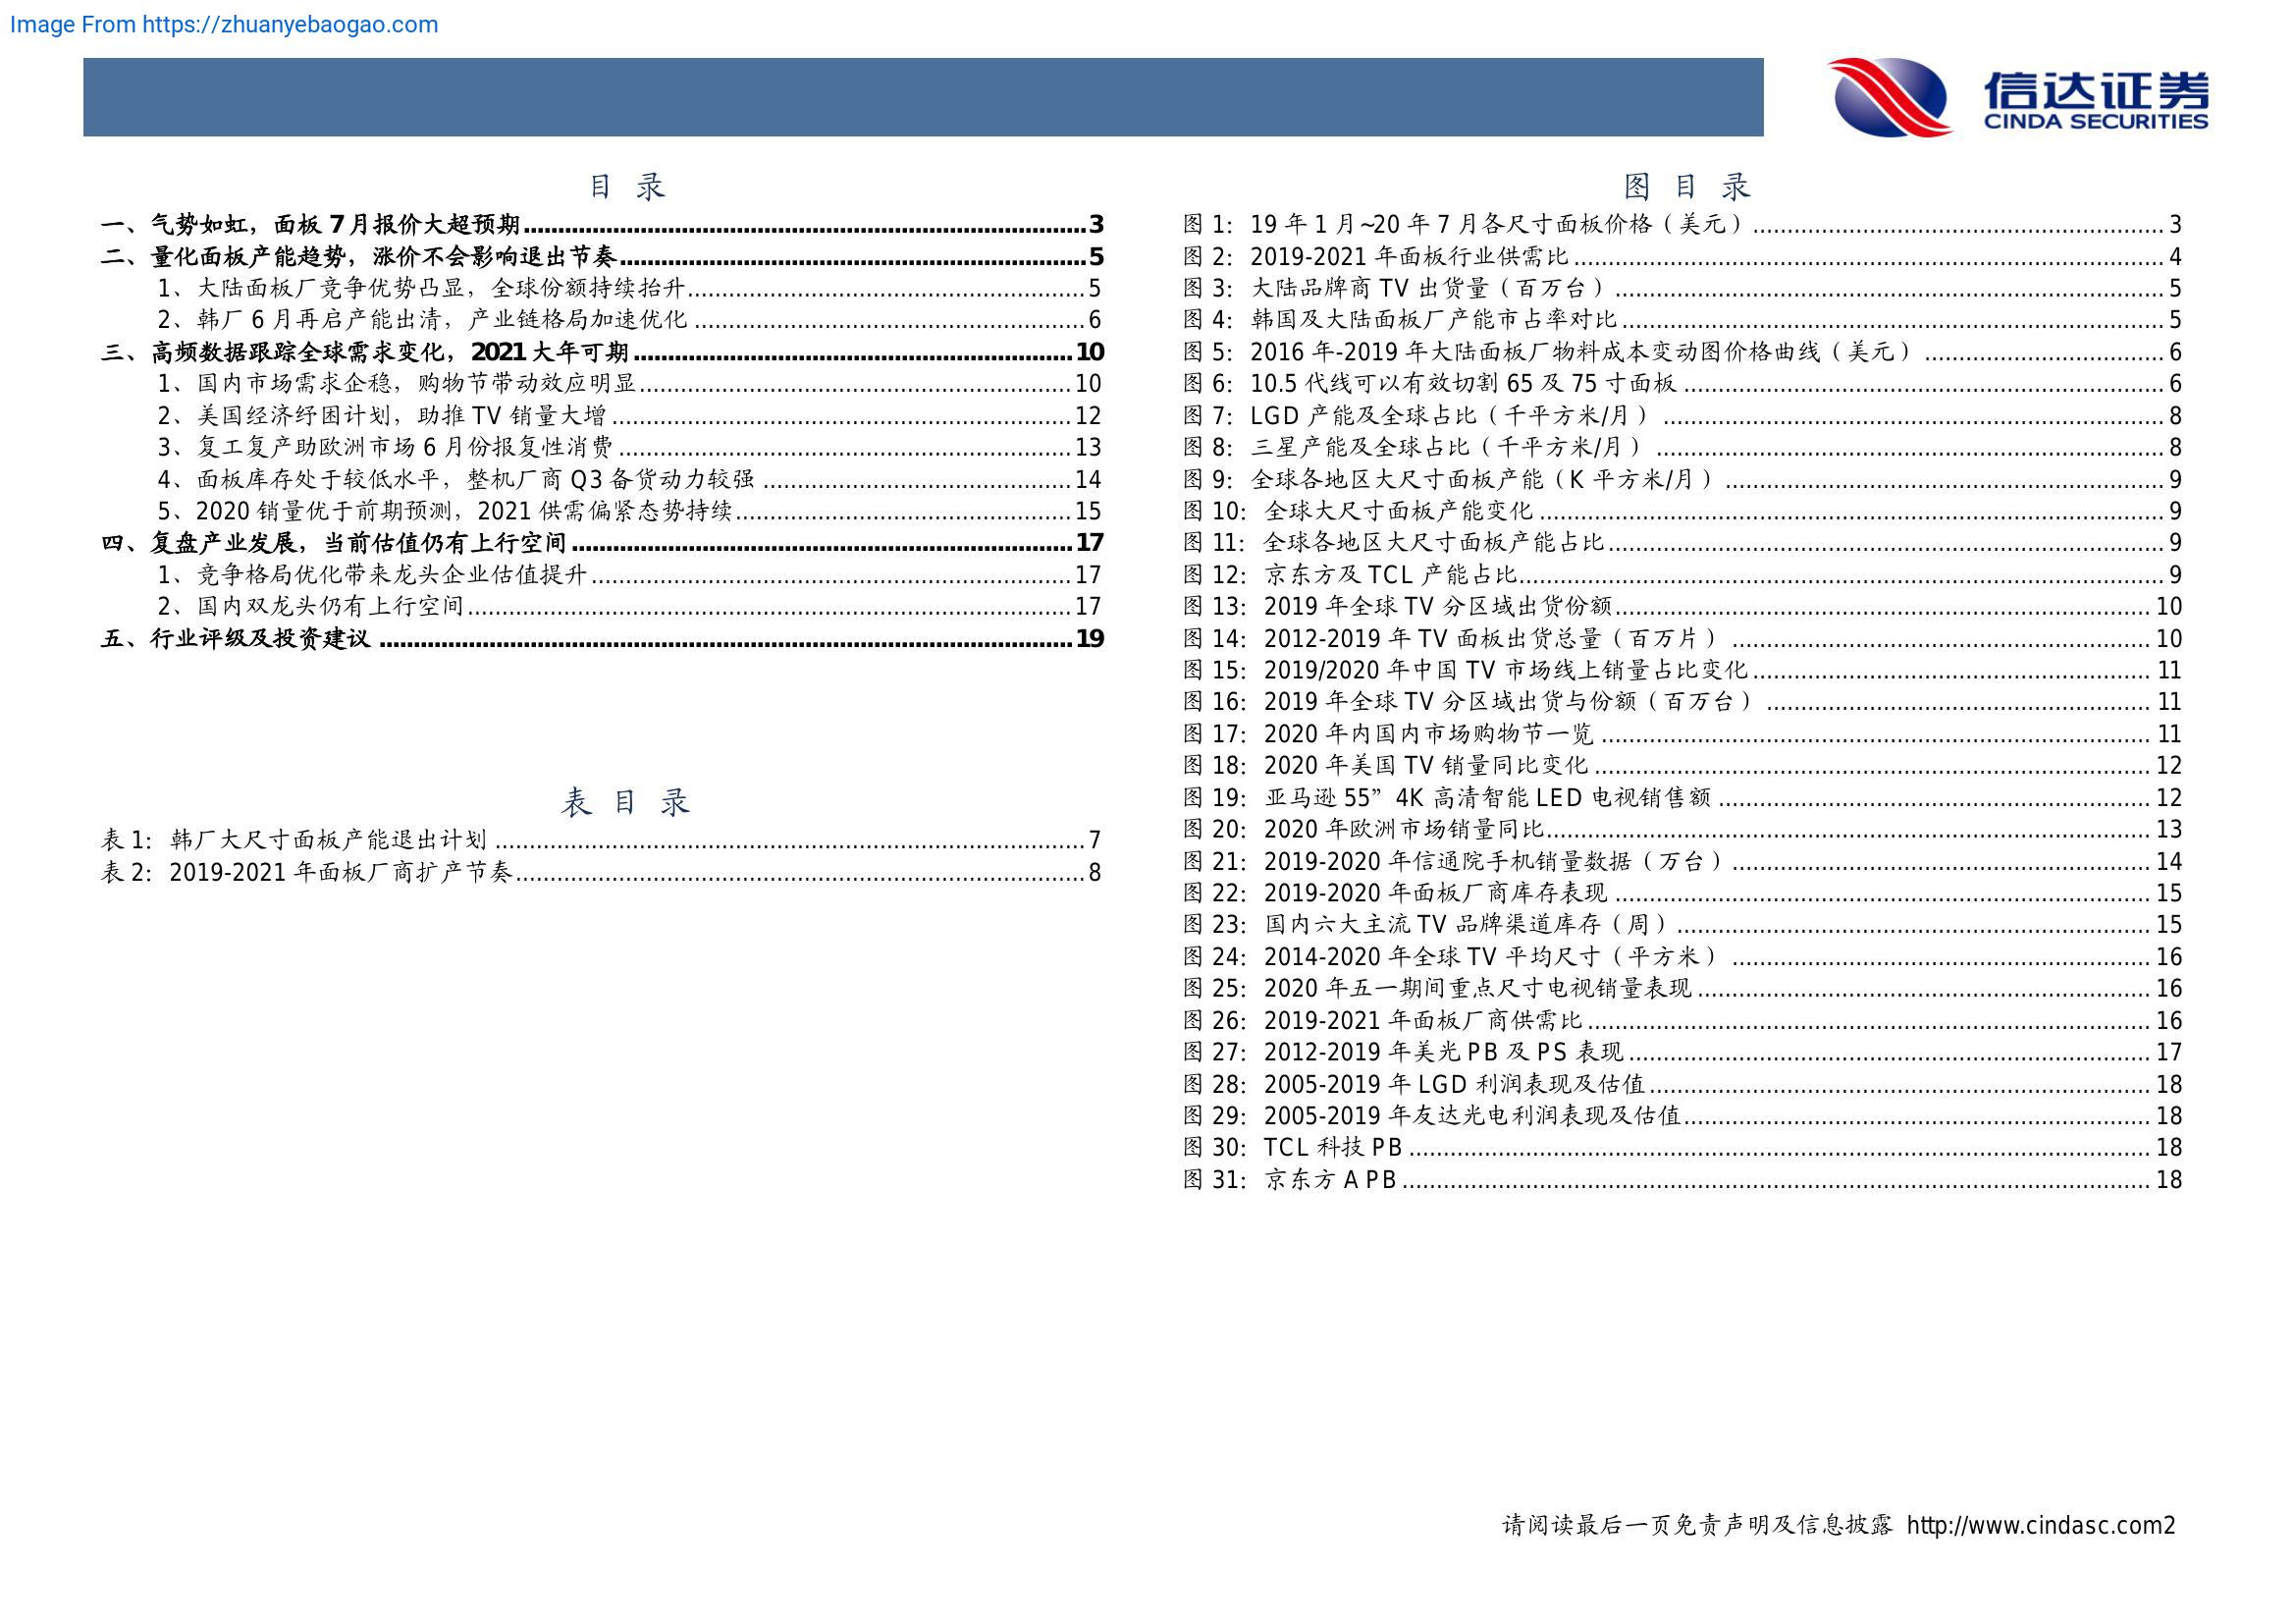 Image From https://zhuanyebaogao.com
信达证券
CINDA SECURITIES
目 录
一、气势如虹，面板 7 月报价大超预期 3
二、量化面板产能趋势，涨价不会影响退出节奏 5
1、大陆面板厂竞争优势凸显，全球份额持续抬升 5
2、韩厂 6 月再启产能出清，产业链格局加速优化 6
三、高频数据跟踪全球需求变化，2021 大年可期 10
1、国内市场需求企稳，购物节带动效应明显 10
2、美国经济纾困计划，助推 TV 销量大增 12
3、复工复产助欧洲市场 6 月份报复性消费 13
4、面板库存处于较低水平，整机厂商 Q3 备货动力较强 14
5、2020 销量优于前期预测，2021 供需偏紧态势持续 15
四、复盘产业发展，当前估值仍有上行空间 17
1、竞争格局优化带来龙头企业估值提升 17
2、国内双龙头仍有上行空间 17
五、行业评级及投资建议 19
表 目 录
表 1：韩厂大尺寸面板产能退出计划 7
表 2：2019-2021 年面板厂商扩产节奏 8
图 目 录
图 1：19 年 1 月~20 年 7 月各尺寸面板价格（美元） 3
图 2：2019-2021 年面板行业供需比 4
图 3：大陆品牌商 TV 出货量（百万台） 5
图 4：韩国及大陆面板厂产能市占率对比 5
图 5：2016 年-2019 年大陆面板厂物料成本变动图价格曲线（美元） 6
图 6：10.5 代线可以有效切割 65 及 75 寸面板 6
图 7：LGD 产能及全球占比（千平方米/月） 8
图 8：三星产能及全球占比（千平方米/月） 8
图 9：全球各地区大尺寸面板产能（K 平方米/月） 9
图 10：全球大尺寸面板产能变化 9
图 11：全球各地区大尺寸面板产能占比 9
图 12：京东方及 TCL 产能占比 9
图 13：2019 年全球 TV 分区域出货份额 10
图 14：2012-2019 年 TV 面板出货总量（百万片） 10
图 15：2019/2020 年中国 TV 市场线上销量占比变化 11
图 16：2019 年全球 TV 分区域出货与份额（百万台） 11
图 17：2020 年内国内市场购物节一览 11
图 18：2020 年美国 TV 销量同比变化 12
图 19：亚马逊 55” 4K 高清智能 LED 电视销售额 12
图 20：2020 年欧洲市场销量同比 13
图 21：2019-2020 年信通院手机销量数据（万台） 14
图 22：2019-2020 年面板厂商库存表现 15
图 23：国内六大主流 TV 品牌渠道库存（周） 15
图 24：2014-2020 年全球 TV 平均尺寸（平方米） 16
图 25：2020 年五一期间重点尺寸电视销量表现 16
图 26：2019-2021 年面板厂商供需比 16
图 27：2012-2019 年美光 PB 及 PS 表现 17
图 28：2005-2019 年 LGD 利润表现及估值 18
图 29：2005-2019 年友达光电利润表现及估值 18
图 30：TCL 科技 PB 18
图 31：京东方 A PB 18
请阅读最后一页免责声明及信息披露 http://www.cindasc.com2